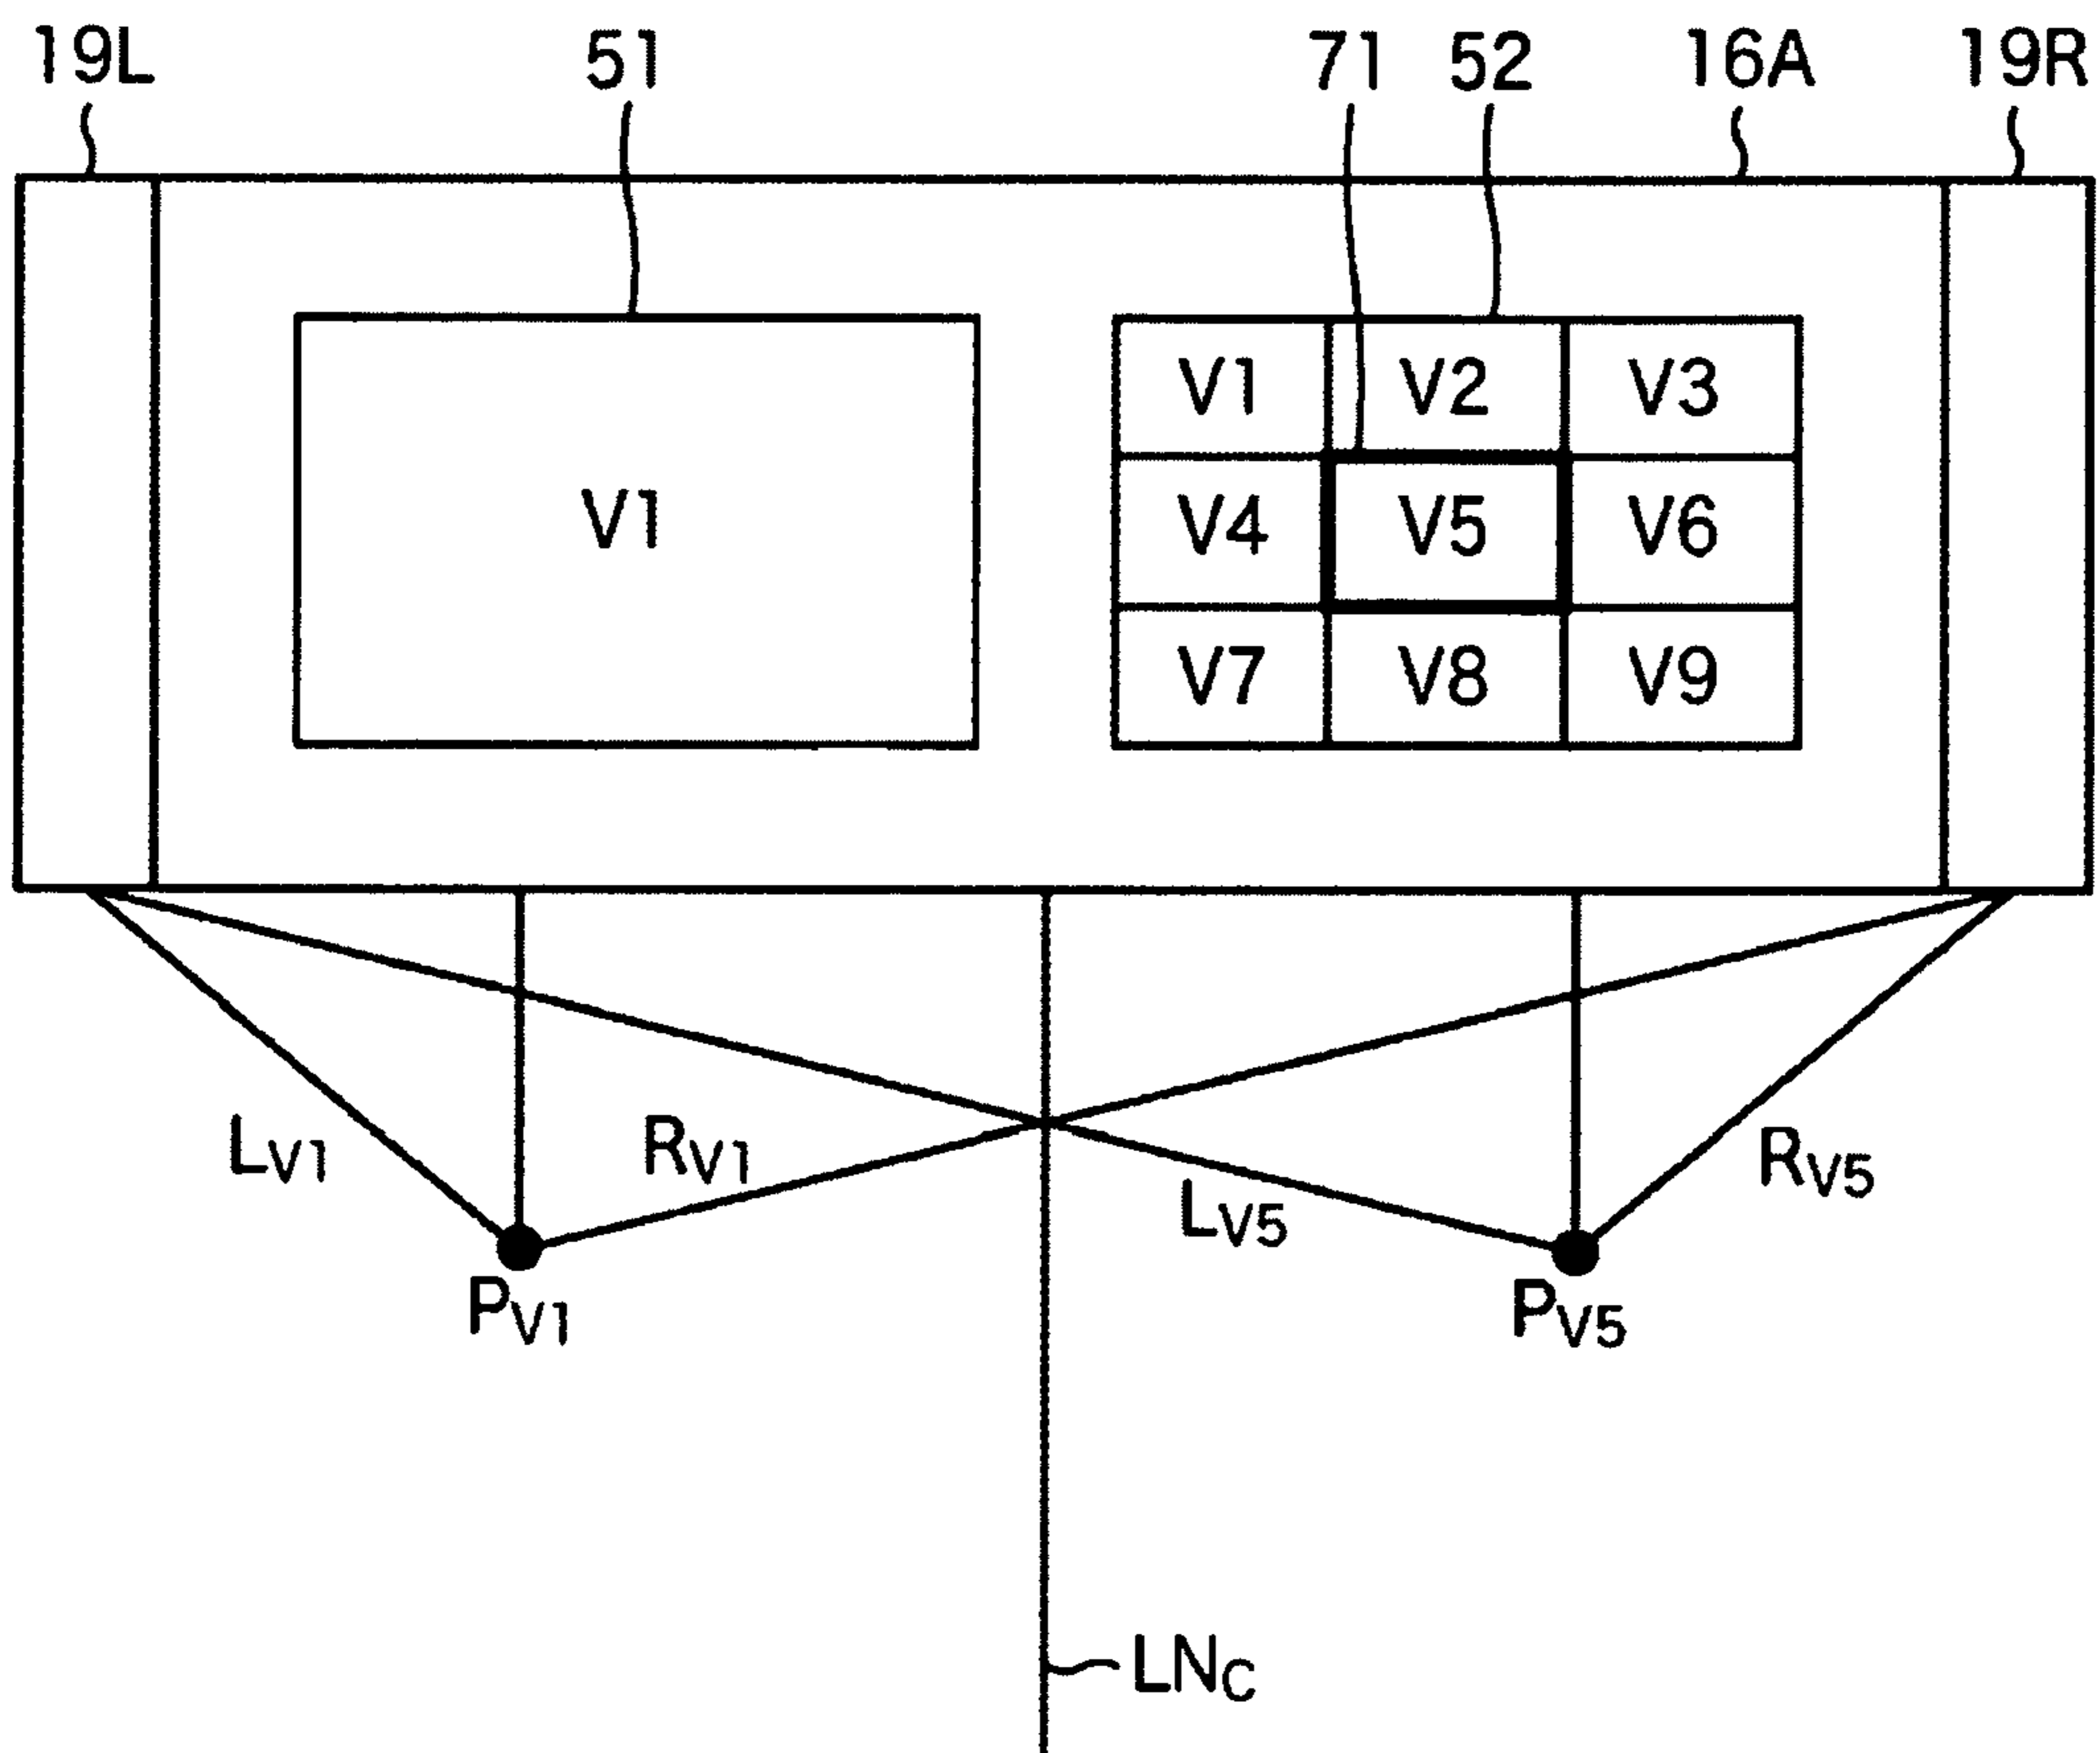 19L 51 71 52 16A 19R
V1 V2 V3
V1 V4 V5 V6
V7 V8 V9
LV1 RV1 LV5 RV5
PV1 PV5
LNC